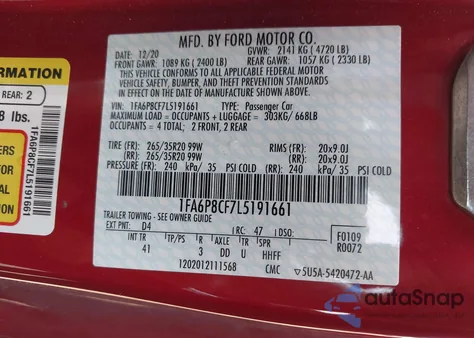 MFD. BY FORD MOTOR CO.
12/20 GVWR: 2141 KG ( 4720 LB)
FRONT GAWR: 1089 KG ( 2400 LB) REAR GAWR: 1057 KG ( 2330 LB)
THIS VEHICLE CONFORMS TO ALL APPLICABLE FEDERAL MOTOR
VEHICLE SAFETY, BUMPER, AND THEFT PREVENTION STANDARDS
IN EFFECT ON THE DATE OF MANUFACTURE SHOWN ABOVE.
VIN: 1FA6P8CF7L5191661 TYPE: Passenger Car
MAXIMUM LOAD = OCCUPANTS + LUGGAGE = 303KG/ 668LB
OCCUPANTS = 4 TOTAL; 2 FRONT, 2 REAR
TIRE (FR) 265/35R20 99W RIMS (FR) 20x9.0J
(RR) 265/35R20 99W (RR) 20x9.0J
PRESSURE (FR) 240 kPa/ 35 PSI COLD (RR) 240 kPa/ 35 PSI COLD
1FA6P8CF7L5191661
TRAILER TOWING - SEE OWNER GUIDE
EXT PNT: D4 RC: 47 DSO: F0109
INT TR TP/PS R AXLE TR SPR R0072
41 3 DD U HHFF
1202012111568 CMC 5U5A-5420472-AA
FORMATION
REAR: 2
8 lbs.
1FA6P8CF7L5191661
autoSnap